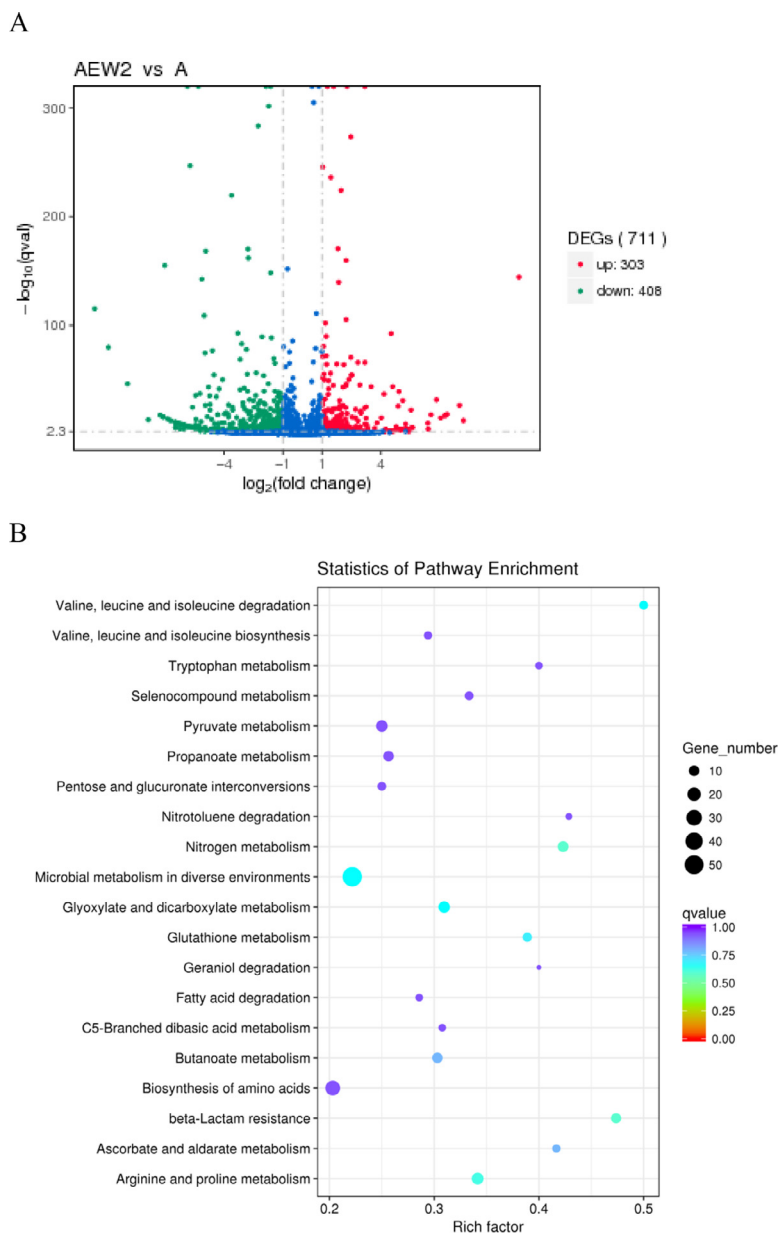 A
AEW2 vs A
300
200
100
2.3
-log10(qval)
-4
-1
1
4
log2(fold change)
DEGs ( 711 )
up: 303
down: 408
B
Statistics of Pathway Enrichment
Valine, leucine and isoleucine degradation
Valine, leucine and isoleucine biosynthesis
Tryptophan metabolism
Selenocompound metabolism
Pyruvate metabolism
Propanoate metabolism
Pentose and glucuronate interconversions
Nitrotoluene degradation
Nitrogen metabolism
Microbial metabolism in diverse environments
Glyoxylate and dicarboxylate metabolism
Glutathione metabolism
Geraniol degradation
Fatty acid degradation
C5-Branched dibasic acid metabolism
Butanoate metabolism
Biosynthesis of amino acids
beta-Lactam resistance
Ascorbate and aldarate metabolism
Arginine and proline metabolism
0.2
0.3
0.4
0.5
Rich factor
Gene_number
10
20
30
40
50
qvalue
1.00
0.75
0.50
0.25
0.00